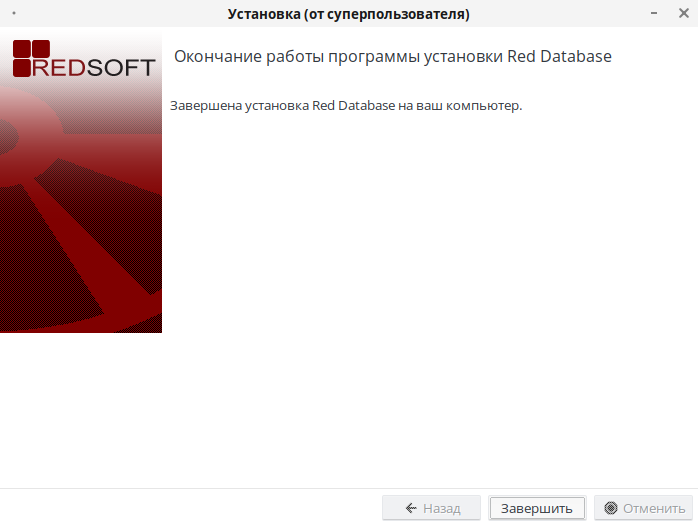 Установка (от суперпользователя)
REDSOFT
Окончание работы программы установки Red Database
Завершена установка Red Database на ваш компьютер.
Назад
Завершить
Отменить